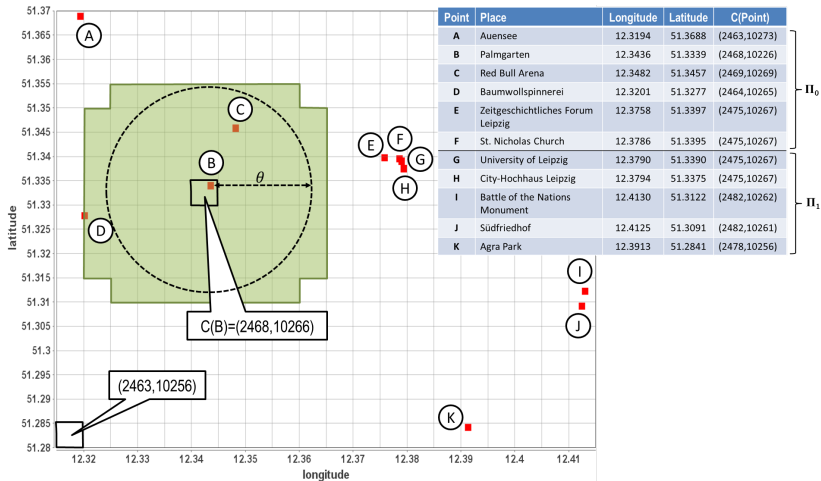 Point Place Longitude Latitude C(Point)
A Auensee 12.3194 51.3688 (2463,10273)
B Palmgarten 12.3436 51.3339 (2468,10226)
C Red Bull Arena 12.3482 51.3457 (2469,10269)
D Baumwollspinnerei 12.3201 51.3277 (2464,10265)
E Zeitgeschichtliches Forum Leipzig 12.3758 51.3397 (2475,10267)
F St. Nicholas Church 12.3786 51.3395 (2475,10267)
G University of Leipzig 12.3790 51.3390 (2475,10267)
H City-Hochhaus Leipzig 12.3794 51.3375 (2475,10267)
I Battle of the Nations Monument 12.4130 51.3122 (2482,10262)
J Südfriedhof 12.4125 51.3091 (2482,10261)
K Agra Park 12.3913 51.2841 (2478,10256)
Π0
Π1
latitude
51.37
51.365
51.36
51.355
51.35
51.345
51.34
51.335
51.33
51.325
51.32
51.315
51.31
51.305
51.3
51.295
51.29
51.285
51.28
A
C
B
θ
D
E
F
G
H
I
J
K
C(B)=(2468,10266)
(2463,10256)
12.32 12.33 12.34 12.35 12.36 12.37 12.38 12.39 12.4 12.41
longitude